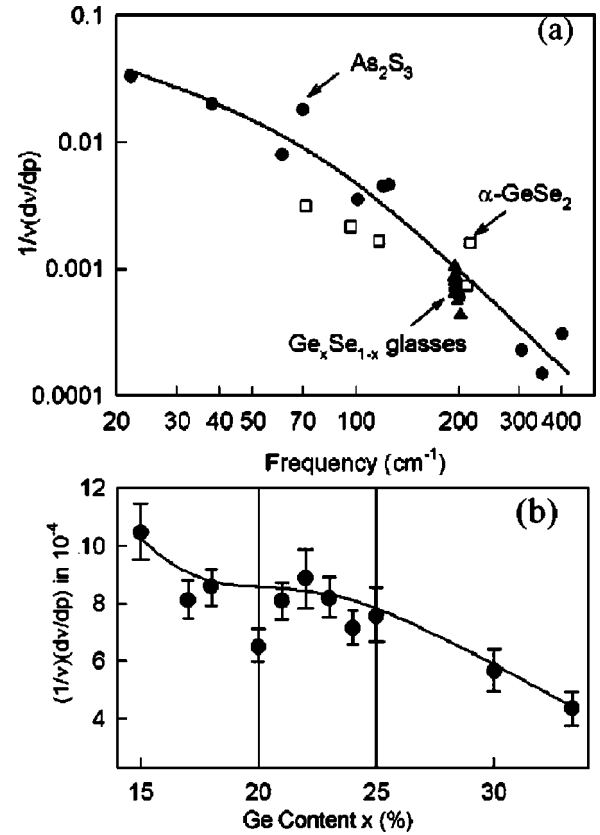 (a)
0.1
0.01
0.001
0.0001
1/ν(dν/dp)
As₂S₃
α-GeSe₂
GeₓSe₁₋ₓ glasses
20 30 40 50 70 100 200 300 400
Frequency (cm⁻¹)
(b)
12
10
8
6
4
(1/ν)(dν/dp) in 10⁻⁴
15 20 25 30
Ge Content x (%)